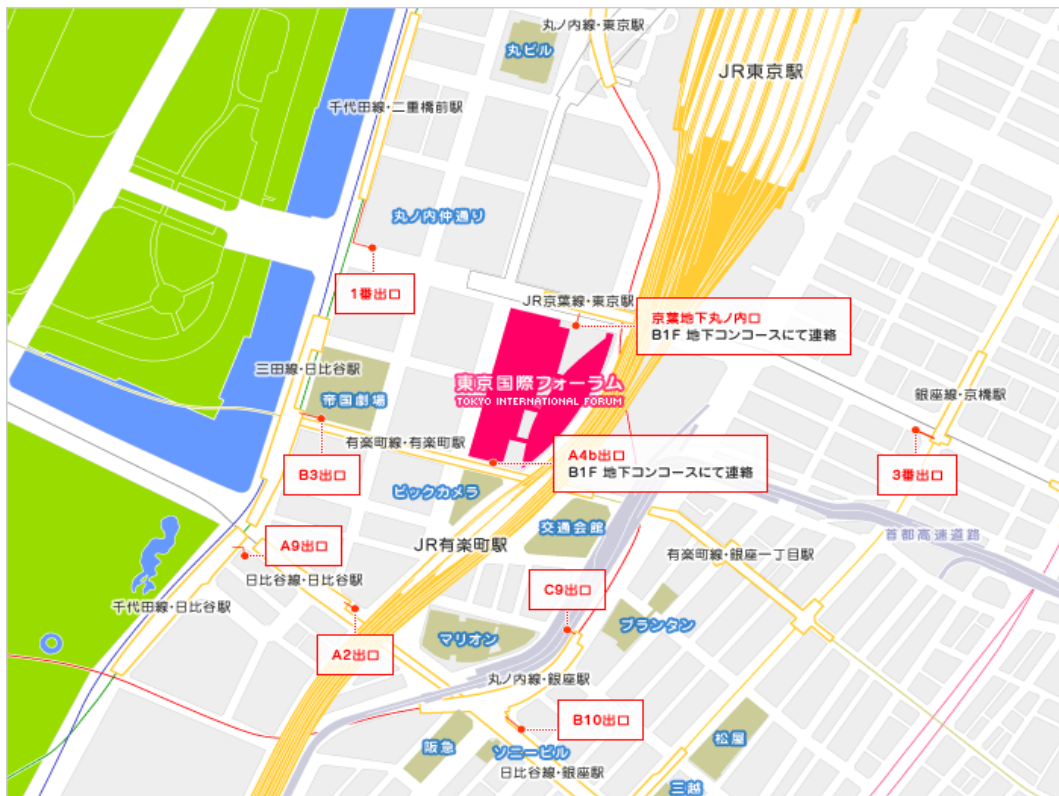 丸ノ内線・東京駅
丸ビル
JR東京駅
千代田線・二重橋前駅
丸ノ内仲通り
1番出口
JR京葉線・東京駅
京葉地下丸ノ内口
B1F 地下コンコースにて連絡
三田線・日比谷駅
帝国劇場
東京国際フォーラム
TOKYO INTERNATIONAL FORUM
銀座線・京橋駅
有楽町線・有楽町駅
A4b出口
B1F 地下コンコースにて連絡
B3出口
3番出口
ビックカメラ
交通会館
首都高速道路
A9出口
JR有楽町駅
有楽町線・銀座一丁目駅
日比谷線・日比谷駅
C9出口
千代田線・日比谷駅
プランタン
マリオン
A2出口
丸ノ内線・銀座駅
B10出口
阪急
ソニービル
松屋
日比谷線・銀座駅
三越